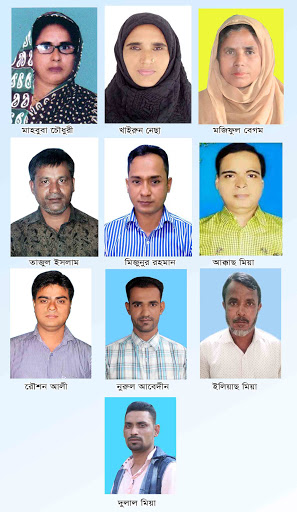 মাহবুবা চৌধুরী
খাইরুন নেছা
মজিফুল বেগম
তাজুল ইসলাম
মিজুনুর রহমান
আক্কাছ মিয়া
রৌশন আলী
নুরুল আবেদীন
ইলিয়াছ মিয়া
দুলাল মিয়া